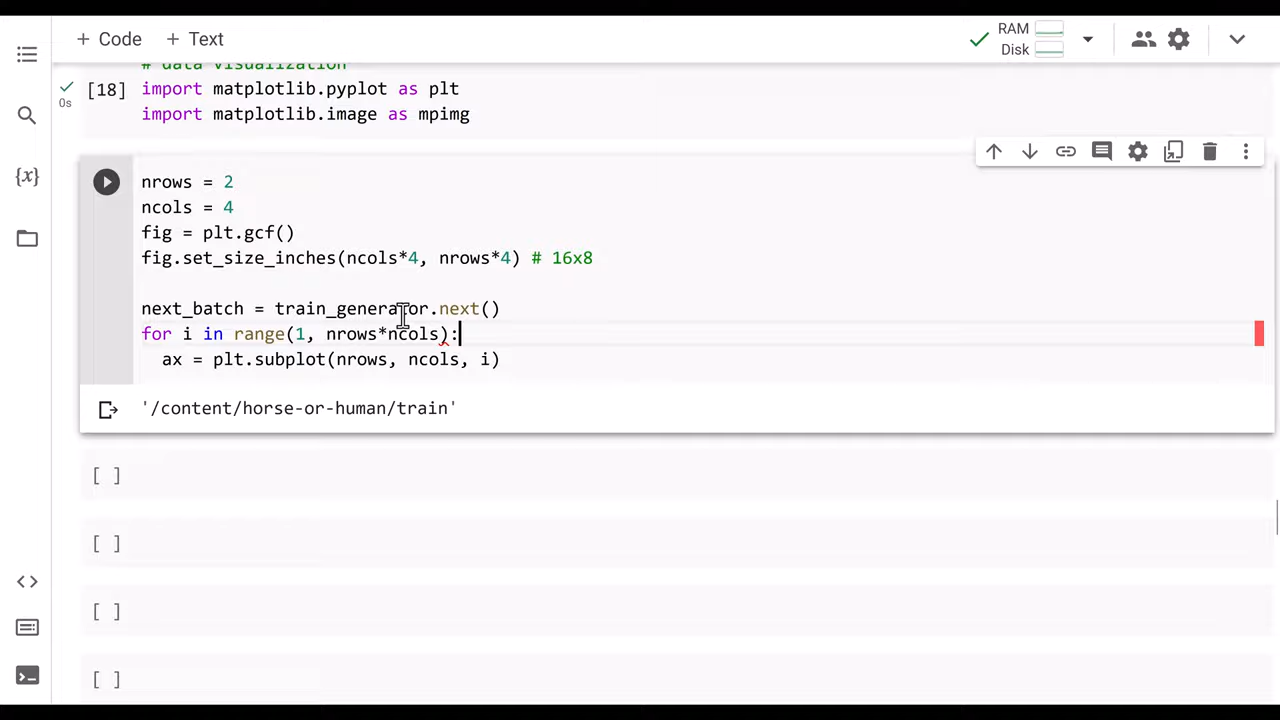 + Code + Text
RAM
Disk
# data visualization
[18] import matplotlib.pyplot as plt
0s
import matplotlib.image as mpimg
nrows = 2
ncols = 4
fig = plt.gcf()
fig.set_size_inches(ncols*4, nrows*4) # 16x8
next_batch = train_generator.next()
for i in range(1, nrows*ncols):
ax = plt.subplot(nrows, ncols, i)
'/content/horse-or-human/train'
[ ]
[ ]
[ ]
[ ]